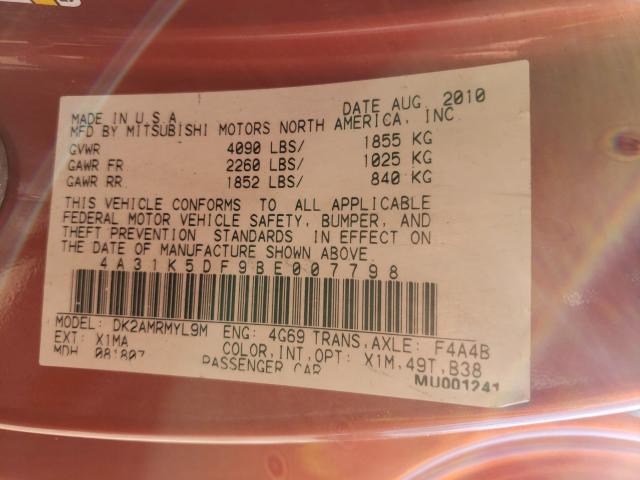 MADE IN U.S.A. DATE AUG. 2010
MFD BY MITSUBISHI MOTORS NORTH AMERICA, INC
GVWR 4090 LBS/ 1855 KG
GAWR FR 2260 LBS/ 1025 KG
GAWR RR 1852 LBS/ 840 KG
THIS VEHICLE CONFORMS TO ALL APPLICABLE
FEDERAL MOTOR VEHICLE SAFETY, BUMPER, AND
THEFT PREVENTION STANDARDS IN EFFECT ON
THE DATE OF MANUFACTURE SHOWN ABOVE.
4A31K5DF9BE007798
MODEL: DK2AMRMYL9M ENG: 4G69 TRANS,AXLE: F4A4B
EXT: X1MA COLOR,INT,OPT: X1M,49T,B38
MDH 081807 PASSENGER CAR MU001241